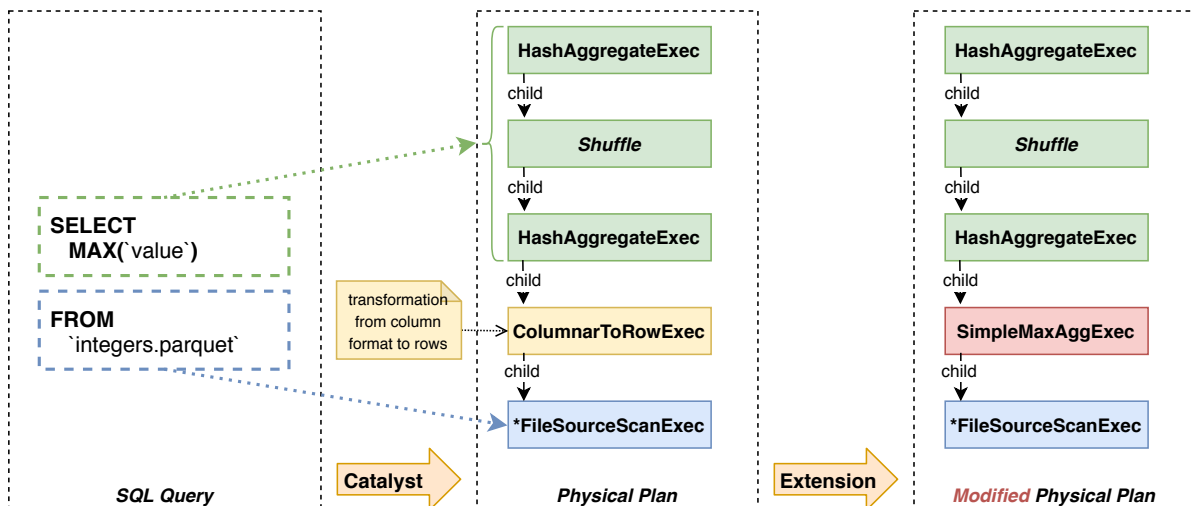 SELECT
MAX(`value`)
FROM
`integers.parquet`
SQL Query
Catalyst
transformation
from column
format to rows
HashAggregateExec
child
Shuffle
child
HashAggregateExec
child
ColumnarToRowExec
child
*FileSourceScanExec
Physical Plan
Extension
HashAggregateExec
child
Shuffle
child
HashAggregateExec
child
SimpleMaxAggExec
child
*FileSourceScanExec
Modified Physical Plan